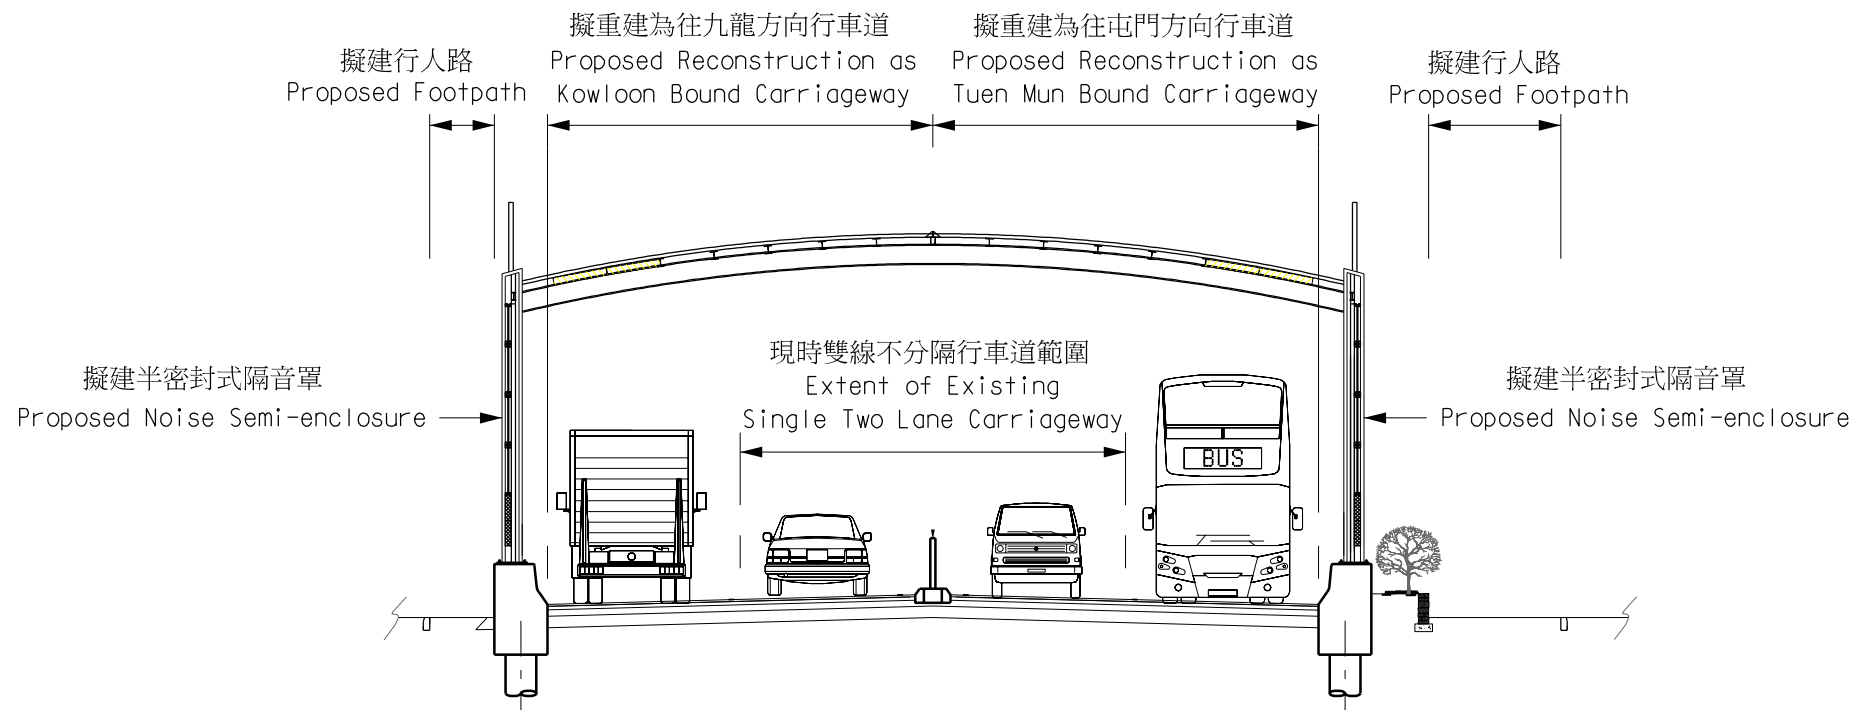 擬建行人路
Proposed Footpath
擬重建為往九龍方向行車道
Proposed Reconstruction as
Kowloon Bound Carriageway
擬重建為往屯門方向行車道
Proposed Reconstruction as
Tuen Mun Bound Carriageway
擬建行人路
Proposed Footpath
擬建半密封式隔音罩
Proposed Noise Semi-enclosure
現時雙線不分隔行車道範圍
Extent of Existing
Single Two Lane Carriageway
擬建半密封式隔音罩
Proposed Noise Semi-enclosure
BUS